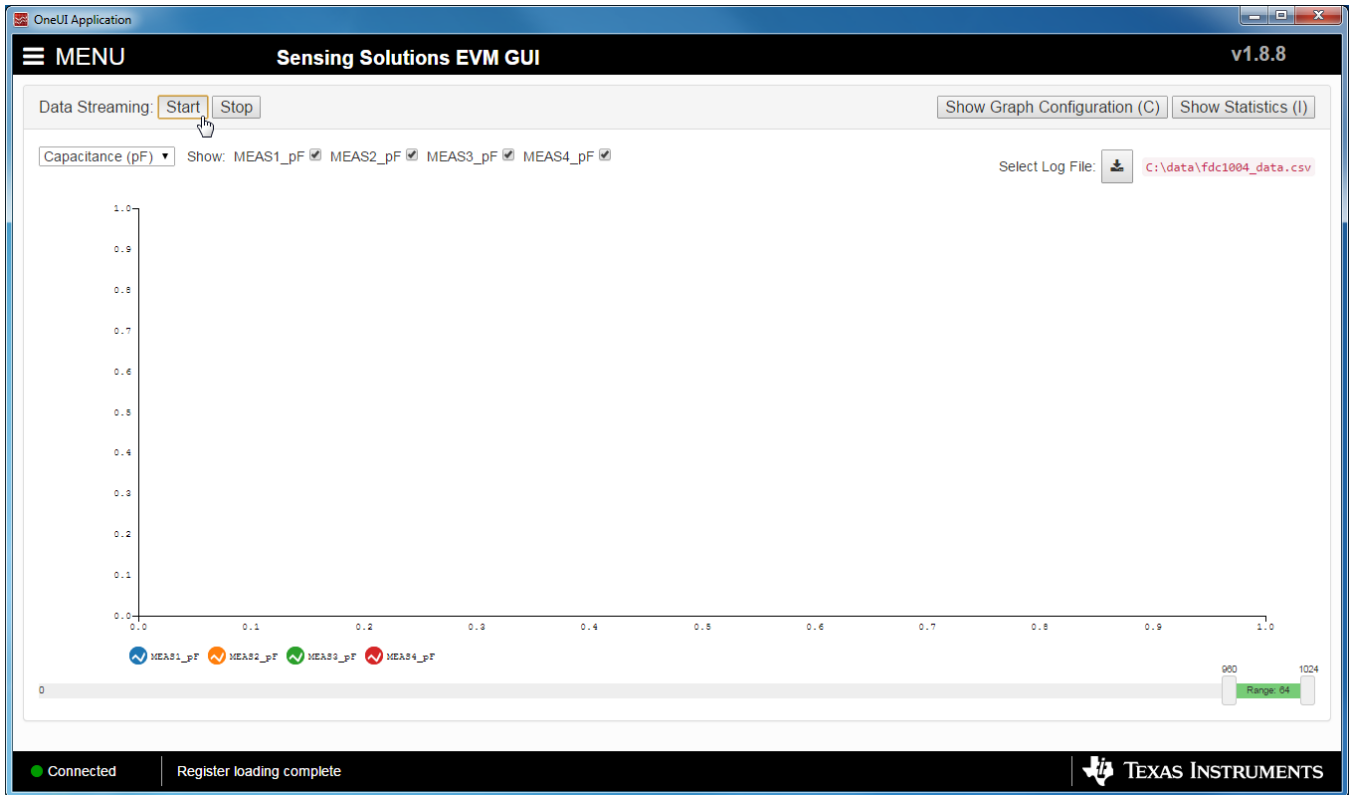 OneUI Application
MENU Sensing Solutions EVM GUI v1.8.8
Data Streaming: Start Stop Show Graph Configuration (C) Show Statistics (I)
Capacitance (pF) Show: MEAS1_pF MEAS2_pF MEAS3_pF MEAS4_pF
Select Log File: C:\data\fdc1004_data.csv
1.0
0.9
0.8
0.7
0.6
0.5
0.4
0.3
0.2
0.1
0.0
0.0 0.1 0.2 0.3 0.4 0.5 0.6 0.7 0.8 0.9 1.0
MEAS1_pF MEAS2_pF MEAS3_pF MEAS4_pF
960 1024
0 Range: 64
Connected Register loading complete TEXAS INSTRUMENTS